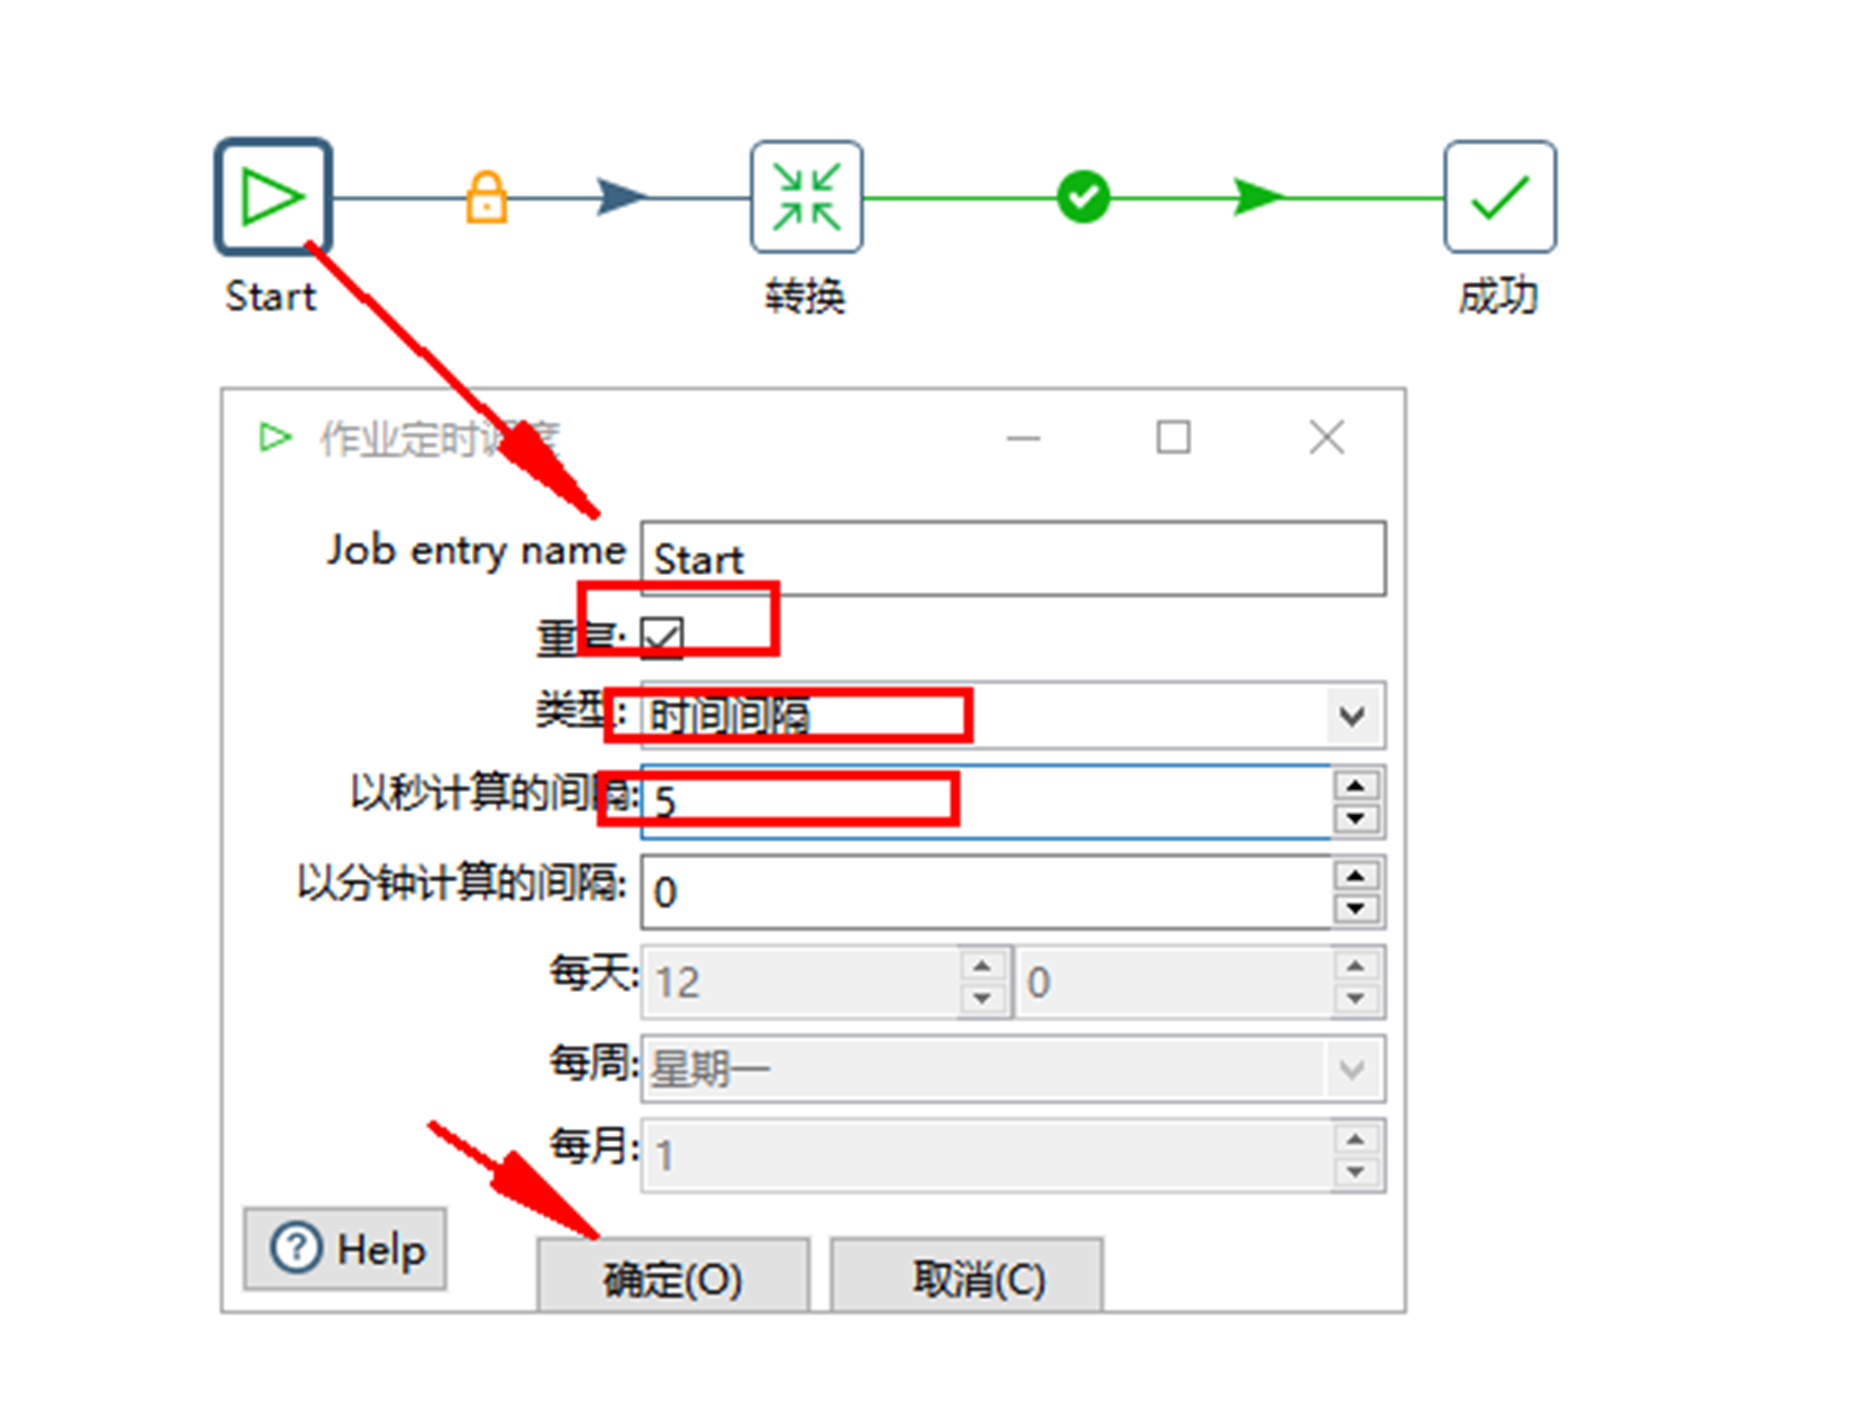 Start
转换
成功
作业定时调度
Job entry name Start
重复:
类型: 时间间隔
以秒计算的间隔: 5
以分钟计算的间隔: 0
每天: 12 0
每周: 星期一
每月: 1
Help
确定(O) 取消(C)